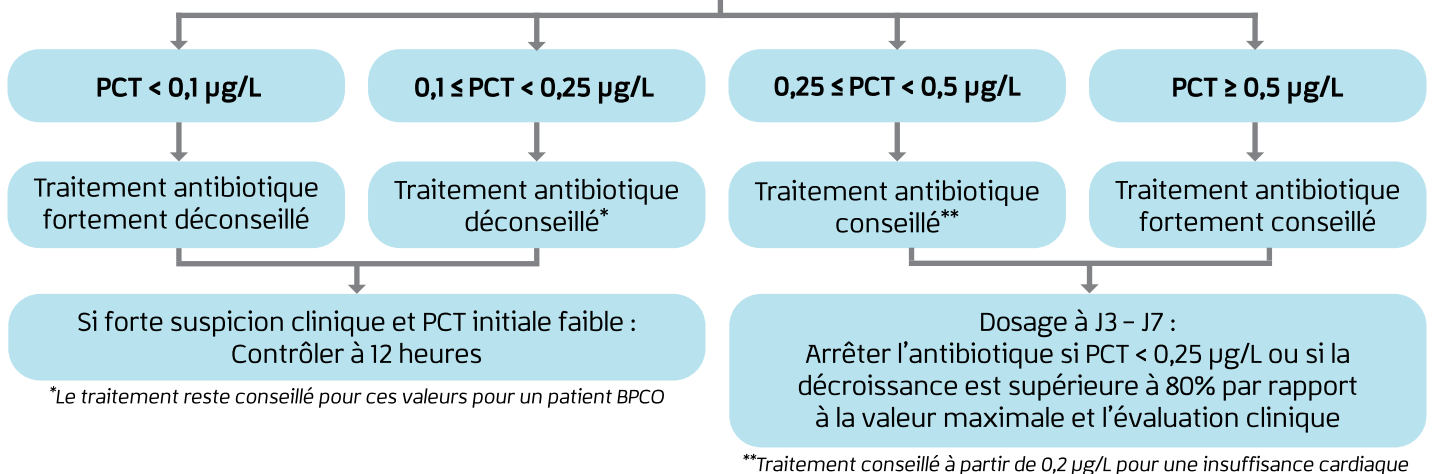 PCT < 0,1 µg/L
0,1 ≤ PCT < 0,25 µg/L
0,25 ≤ PCT < 0,5 µg/L
PCT ≥ 0,5 µg/L
Traitement antibiotique
fortement déconseillé
Traitement antibiotique
déconseillé*
Traitement antibiotique
conseillé**
Traitement antibiotique
fortement conseillé
Si forte suspicion clinique et PCT initiale faible :
Contrôler à 12 heures
*Le traitement reste conseillé pour ces valeurs pour un patient BPCO
Dosage à J3 – J7 :
Arrêter l’antibiotique si PCT < 0,25 µg/L ou si la
décroissance est supérieure à 80% par rapport
à la valeur maximale et l’évaluation clinique
**Traitement conseillé à partir de 0,2 µg/L pour une insuffisance cardiaque